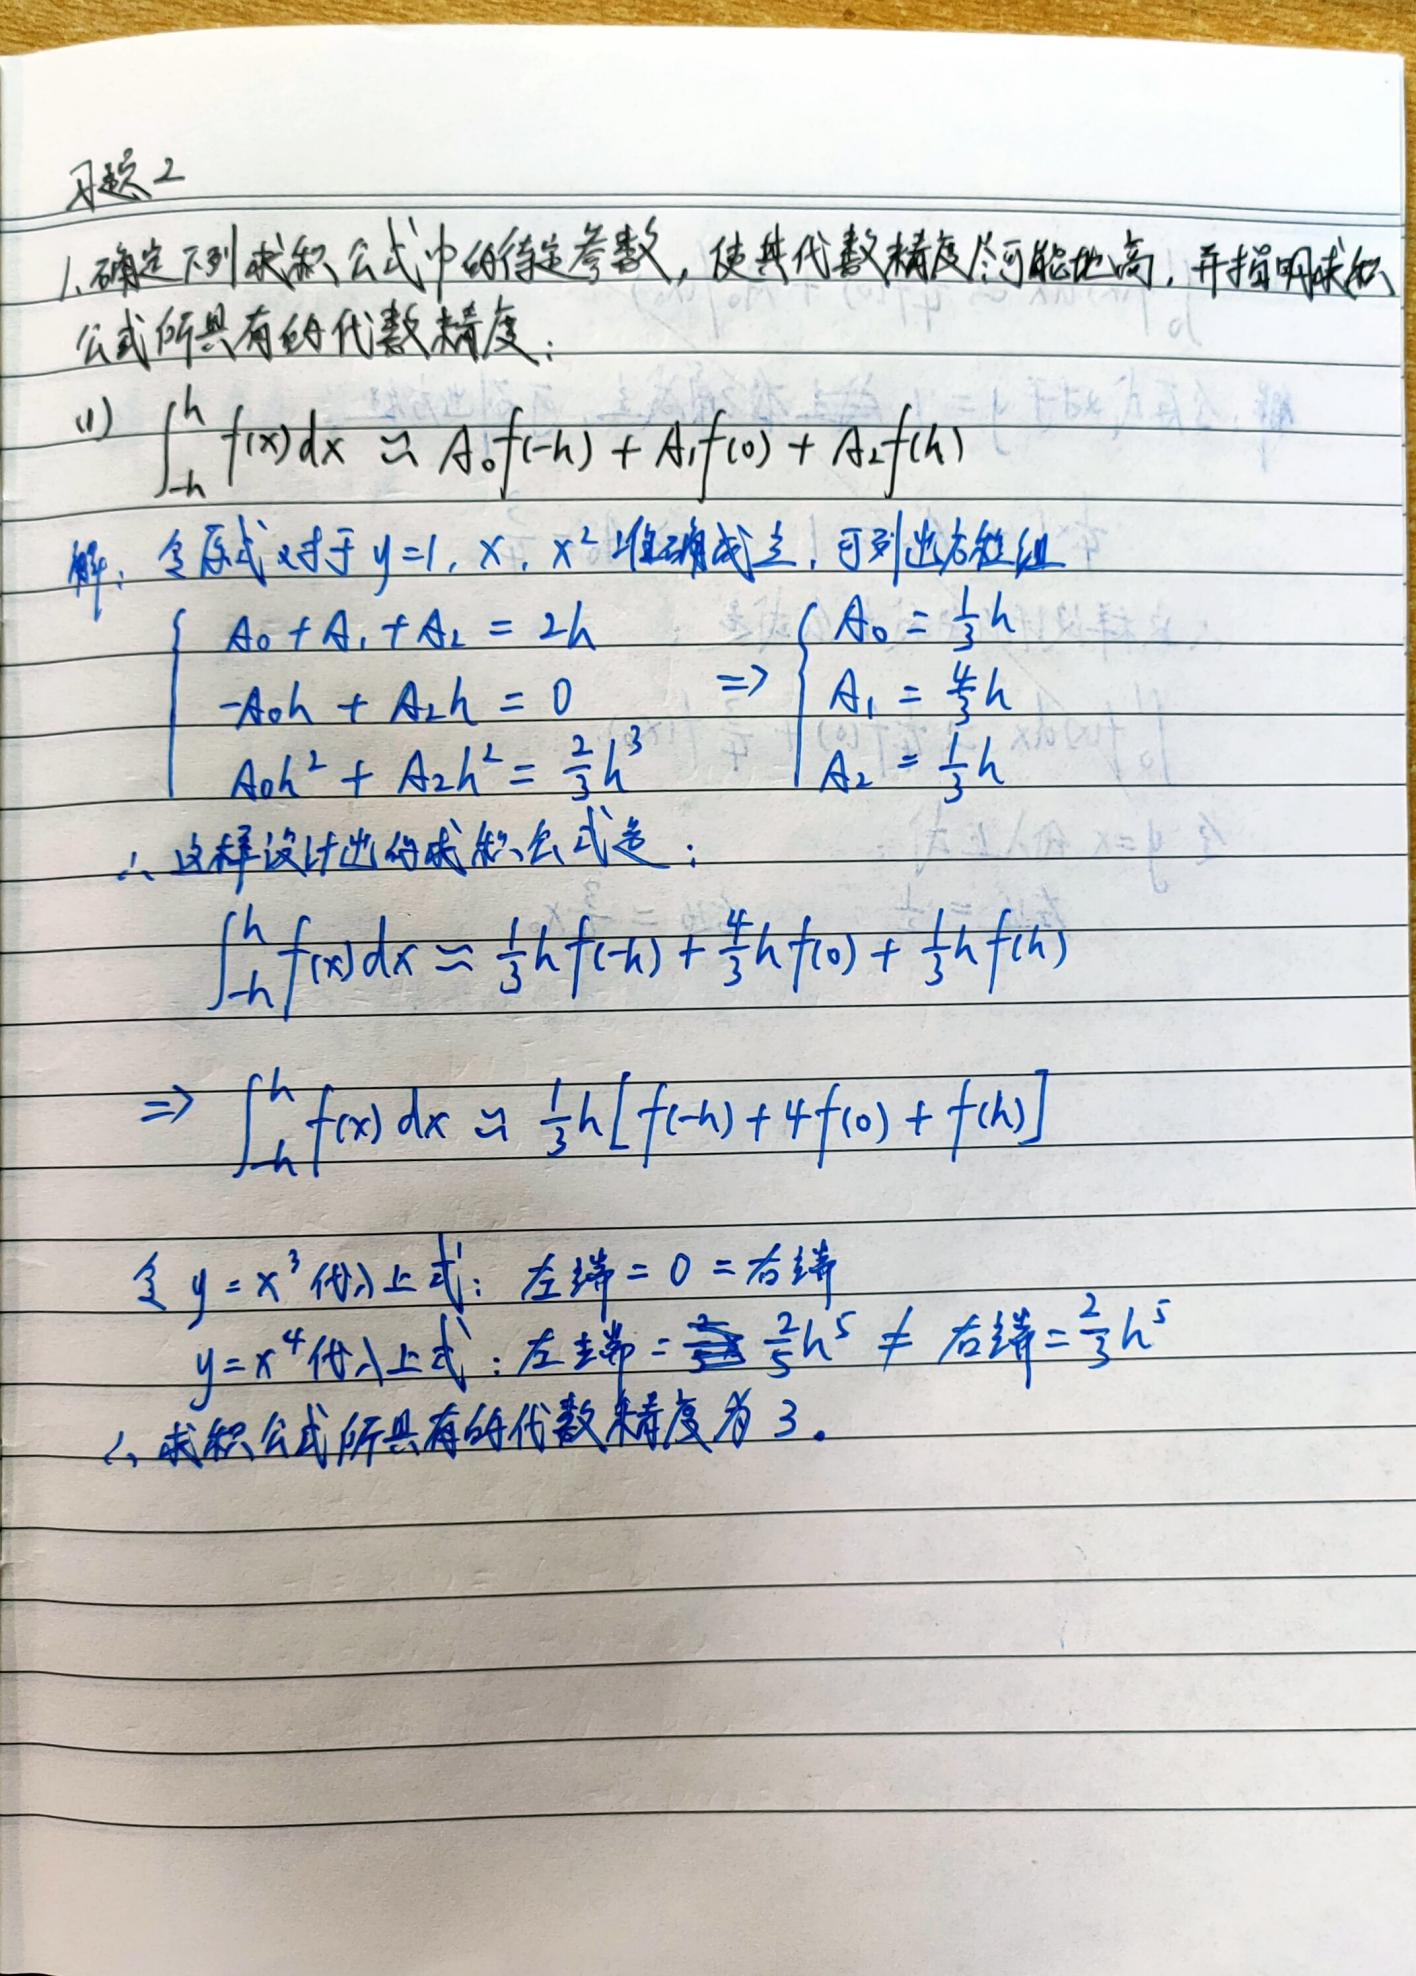 习题2
1.确定下列求积公式中的待定参数，使其代数精度尽可能地高，并指明求积
公式所具有的代数精度：
(1) ∫_{-h}^{h} f(x)dx ≈ A₀f(-h) + A₁f(0) + A₂f(h)
解：令原式对于y=1, x, x²准确成立，可列出方程组
{ A₀ + A₁ + A₂ = 2h => { A₀ = 1/3 h
-A₀h + A₂h = 0 A₁ = 4/3 h
A₀h² + A₂h² = 2/3 h³ A₂ = 1/3 h
∴ 这样设计出的求积公式是：
∫_{-h}^{h} f(x)dx ≈ 1/3 h f(-h) + 4/3 h f(0) + 1/3 h f(h)
=> ∫_{-h}^{h} f(x)dx ≈ 1/3 h [f(-h) + 4f(0) + f(h)]
令 y = x³ 代入上式：左端 = 0 = 右端
y = x⁴ 代入上式：左端 = 2/5 h⁵ ≠ 右端 = 2/3 h⁵
∴ 求积公式所具有的代数精度为3。